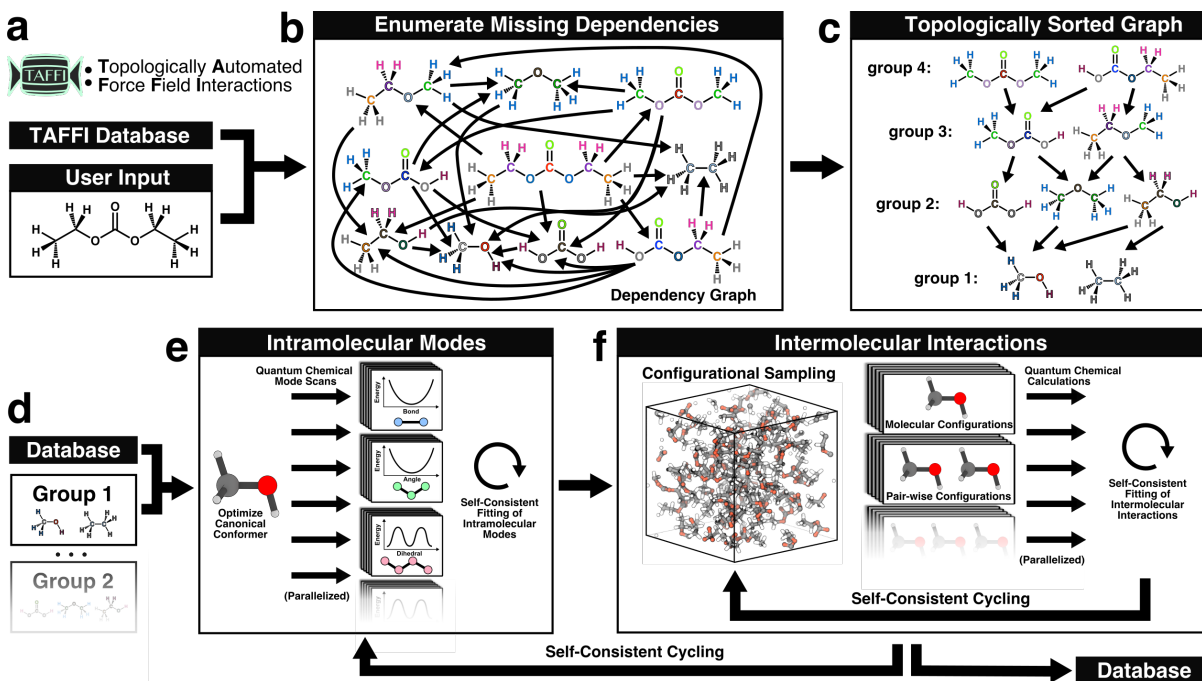 a
TAFFI
: Topologically Automated
Force Field Interactions
TAFFI Database
User Input
H H O H H
H O O H
H H H H
b
Enumerate Missing Dependencies
Dependency Graph
c
Topologically Sorted Graph
group 4:
group 3:
group 2:
group 1:
d
Database
Group 1
. . .
Group 2
e
Intramolecular Modes
Quantum Chemical
Mode Scans
Optimize
Canonical
Conformer
(Parallelized)
Energy
Bond
Energy
Angle
Energy
Dihedral
Self-Consistent
Fitting of
Intramolecular
Modes
f
Intermolecular Interactions
Configurational Sampling
Molecular Configurations
Pair-wise Configurations
Quantum Chemical
Calculations
(Parallelized)
Self-Consistent
Fitting of
Intermolecular
Interactions
Self-Consistent Cycling
Self-Consistent Cycling
Database